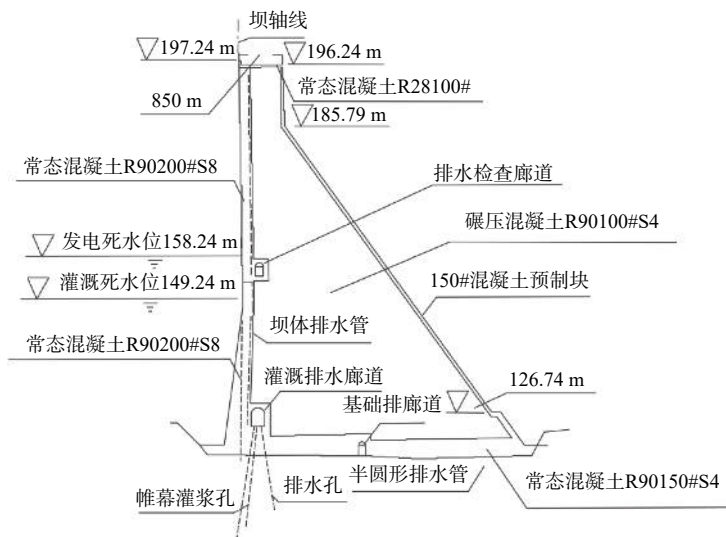 坝轴线
197.24 m
196.24 m
常态混凝土R28100#
850 m
185.79 m
常态混凝土R90200#S8
排水检查廊道
碾压混凝土R90100#S4
发电死水位158.24 m
灌溉死水位149.24 m
150#混凝土预制块
坝体排水管
常态混凝土R90200#S8
灌溉排水廊道
126.74 m
基础排廊道
半圆形排水管
排水孔
常态混凝土R90150#S4
帷幕灌浆孔